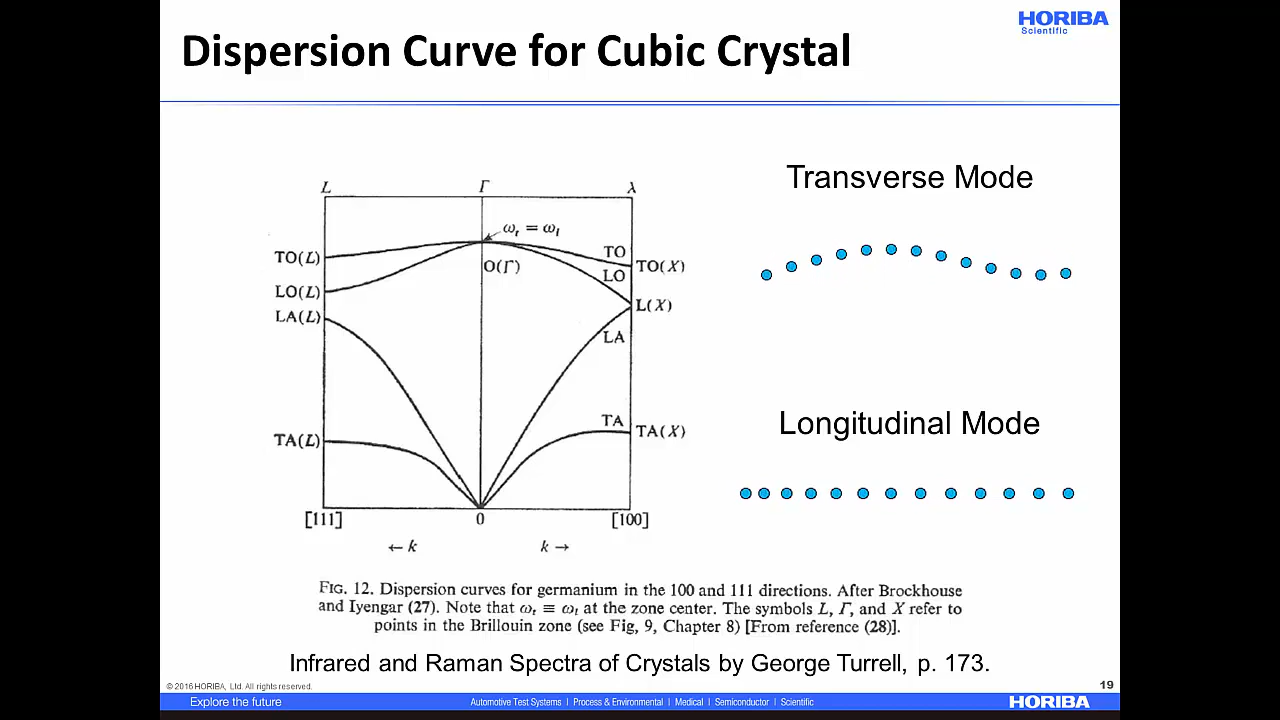 HORIBA
Scientific
Dispersion Curve for Cubic Crystal
L Γ λ
ωₜ = ωₗ
TO(L)
O(Γ)
TO
TO(X)
LO
LO(L)
L(X)
LA(L)
LA
TA
TA(X)
TA(L)
[111] 0 [100]
← k k →
Transverse Mode
Longitudinal Mode
FIG. 12. Dispersion curves for germanium in the 100 and 111 directions. After Brockhouse
and Iyengar (27). Note that ωₜ ≡ ωₗ at the zone center. The symbols L, Γ, and X refer to
points in the Brillouin zone (see Fig, 9, Chapter 8) [From reference (28)].
Infrared and Raman Spectra of Crystals by George Turrell, p. 173.
© 2016 HORIBA, Ltd. All rights reserved.
19
Explore the future
Automotive Test Systems | Process & Environmental | Medical | Semiconductor | Scientific
HORIBA